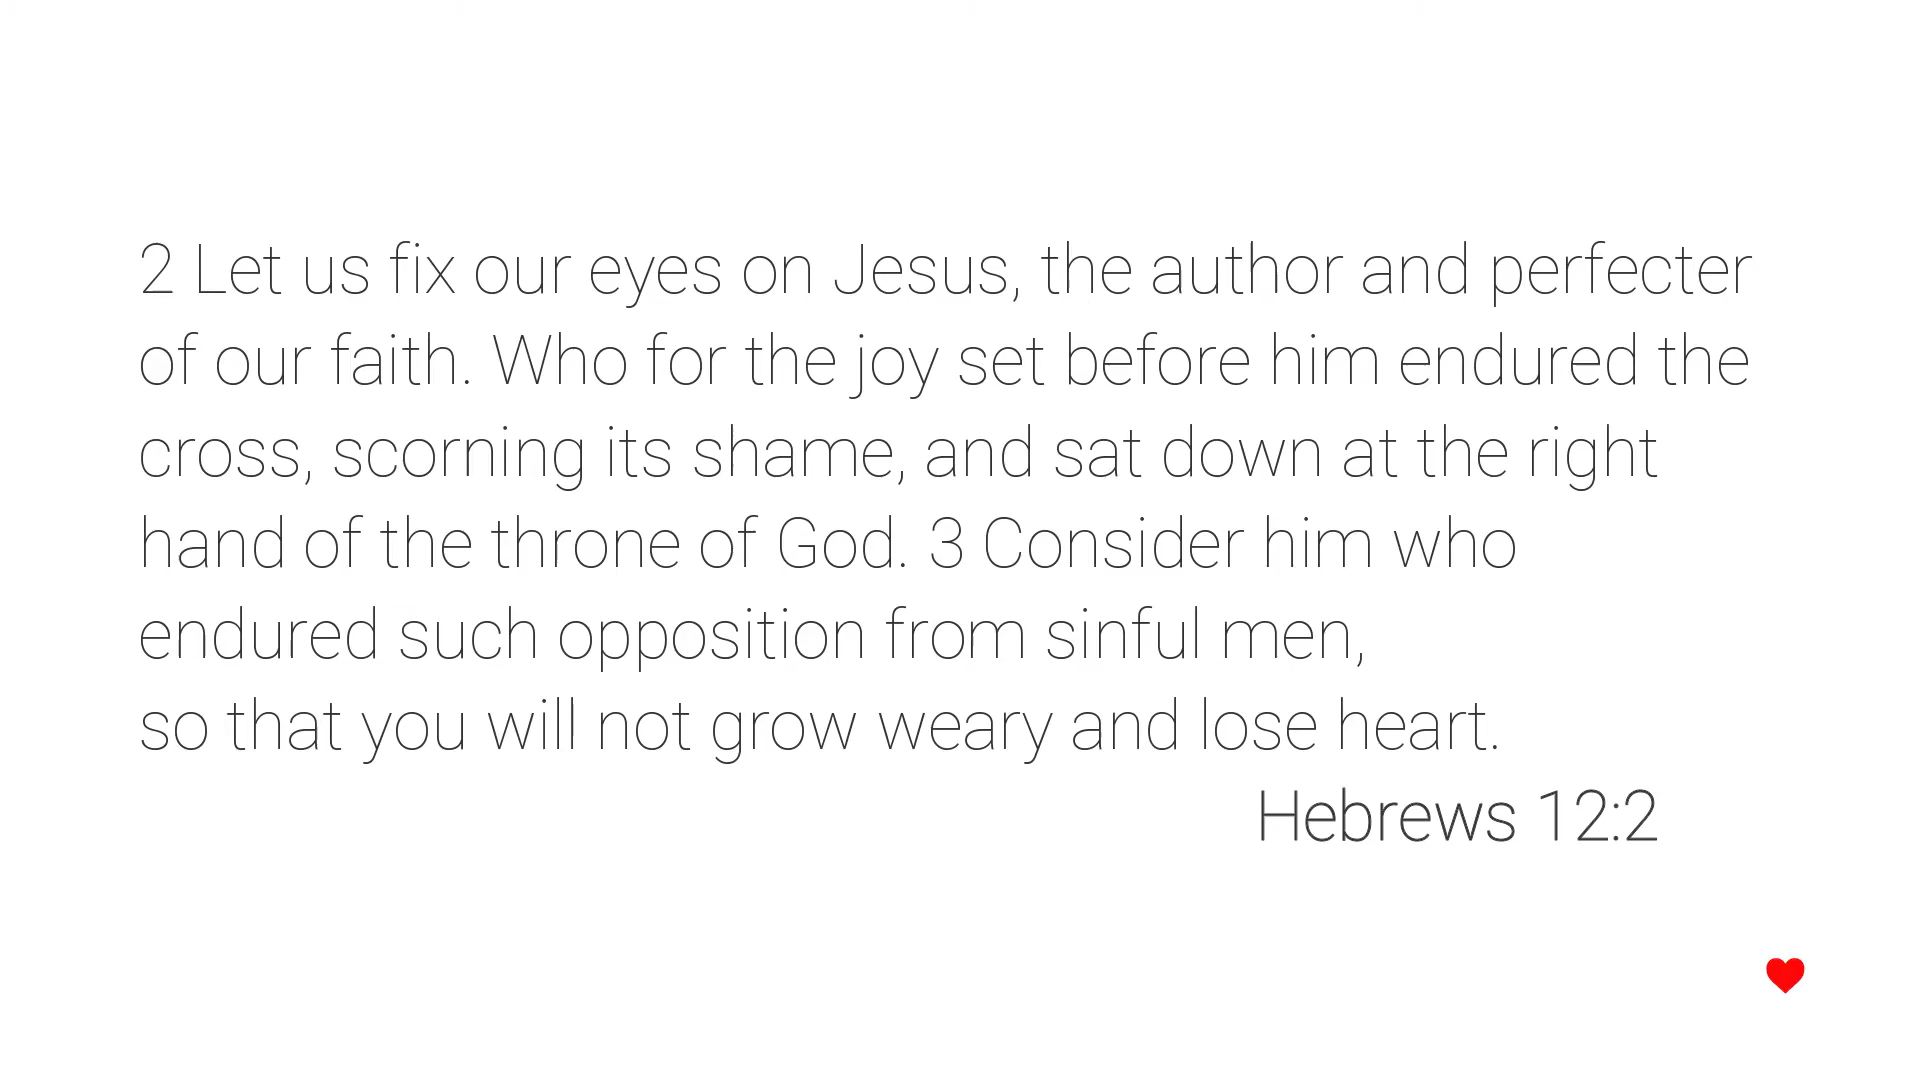 2 Let us fix our eyes on Jesus, the author and perfecter
of our faith. Who for the joy set before him endured the
cross, scorning its shame, and sat down at the right
hand of the throne of God. 3 Consider him who
endured such opposition from sinful men,
so that you will not grow weary and lose heart.
Hebrews 12:2